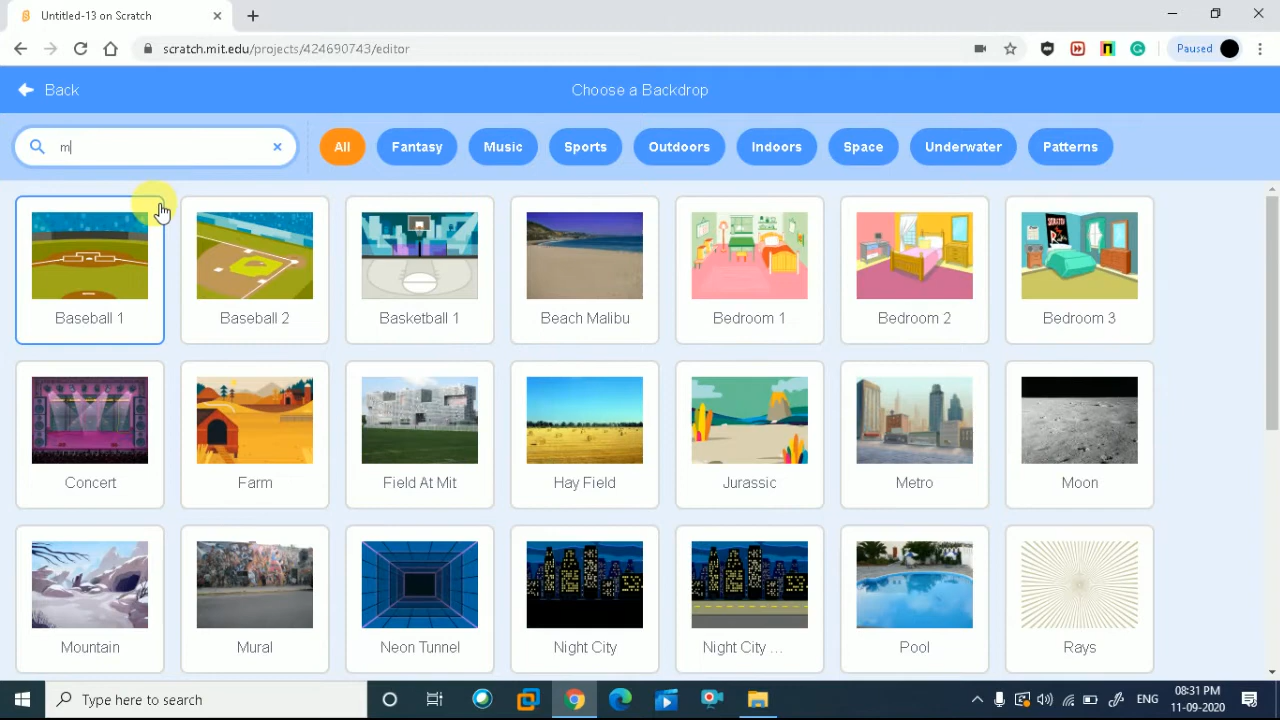 Untitled-13 on Scratch
scratch.mit.edu/projects/424690743/editor
Paused
Back
Choose a Backdrop
m
All
Fantasy
Music
Sports
Outdoors
Indoors
Space
Underwater
Patterns
Baseball 1
Baseball 2
Basketball 1
Beach Malibu
Bedroom 1
Bedroom 2
Bedroom 3
Concert
Farm
Field At Mit
Hay Field
Jurassic
Metro
Moon
Mountain
Mural
Neon Tunnel
Night City
Night City ...
Pool
Rays
Type here to search
ENG
08:31 PM
11-09-2020